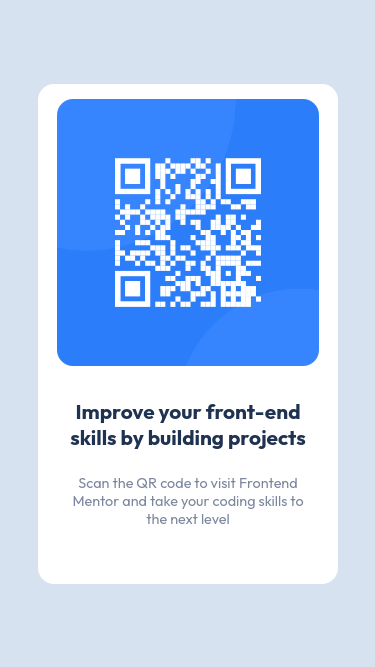 Improve your front-end
skills by building projects
Scan the QR code to visit Frontend
Mentor and take your coding skills to
the next level